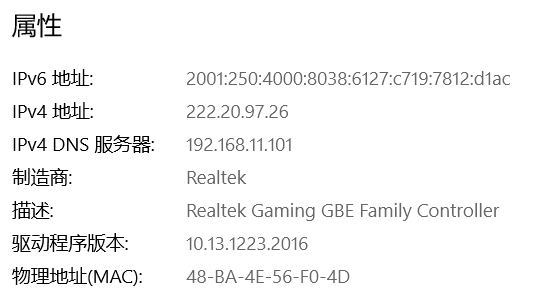 属性
IPv6 地址: 2001:250:4000:8038:6127:c719:7812:d1ac
IPv4 地址: 222.20.97.26
IPv4 DNS 服务器: 192.168.11.101
制造商: Realtek
描述: Realtek Gaming GBE Family Controller
驱动程序版本: 10.13.1223.2016
物理地址(MAC): 48-BA-4E-56-F0-4D